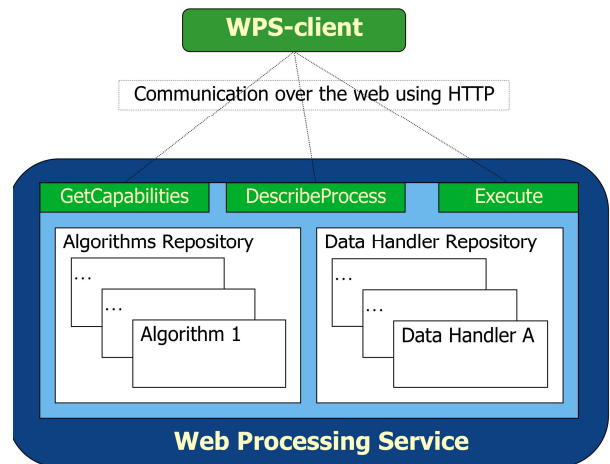 WPS-client
Communication over the web using HTTP
GetCapabilities
DescribeProcess
Execute
Algorithms Repository
...
...
Algorithm 1
Data Handler Repository
...
...
Data Handler A
Web Processing Service